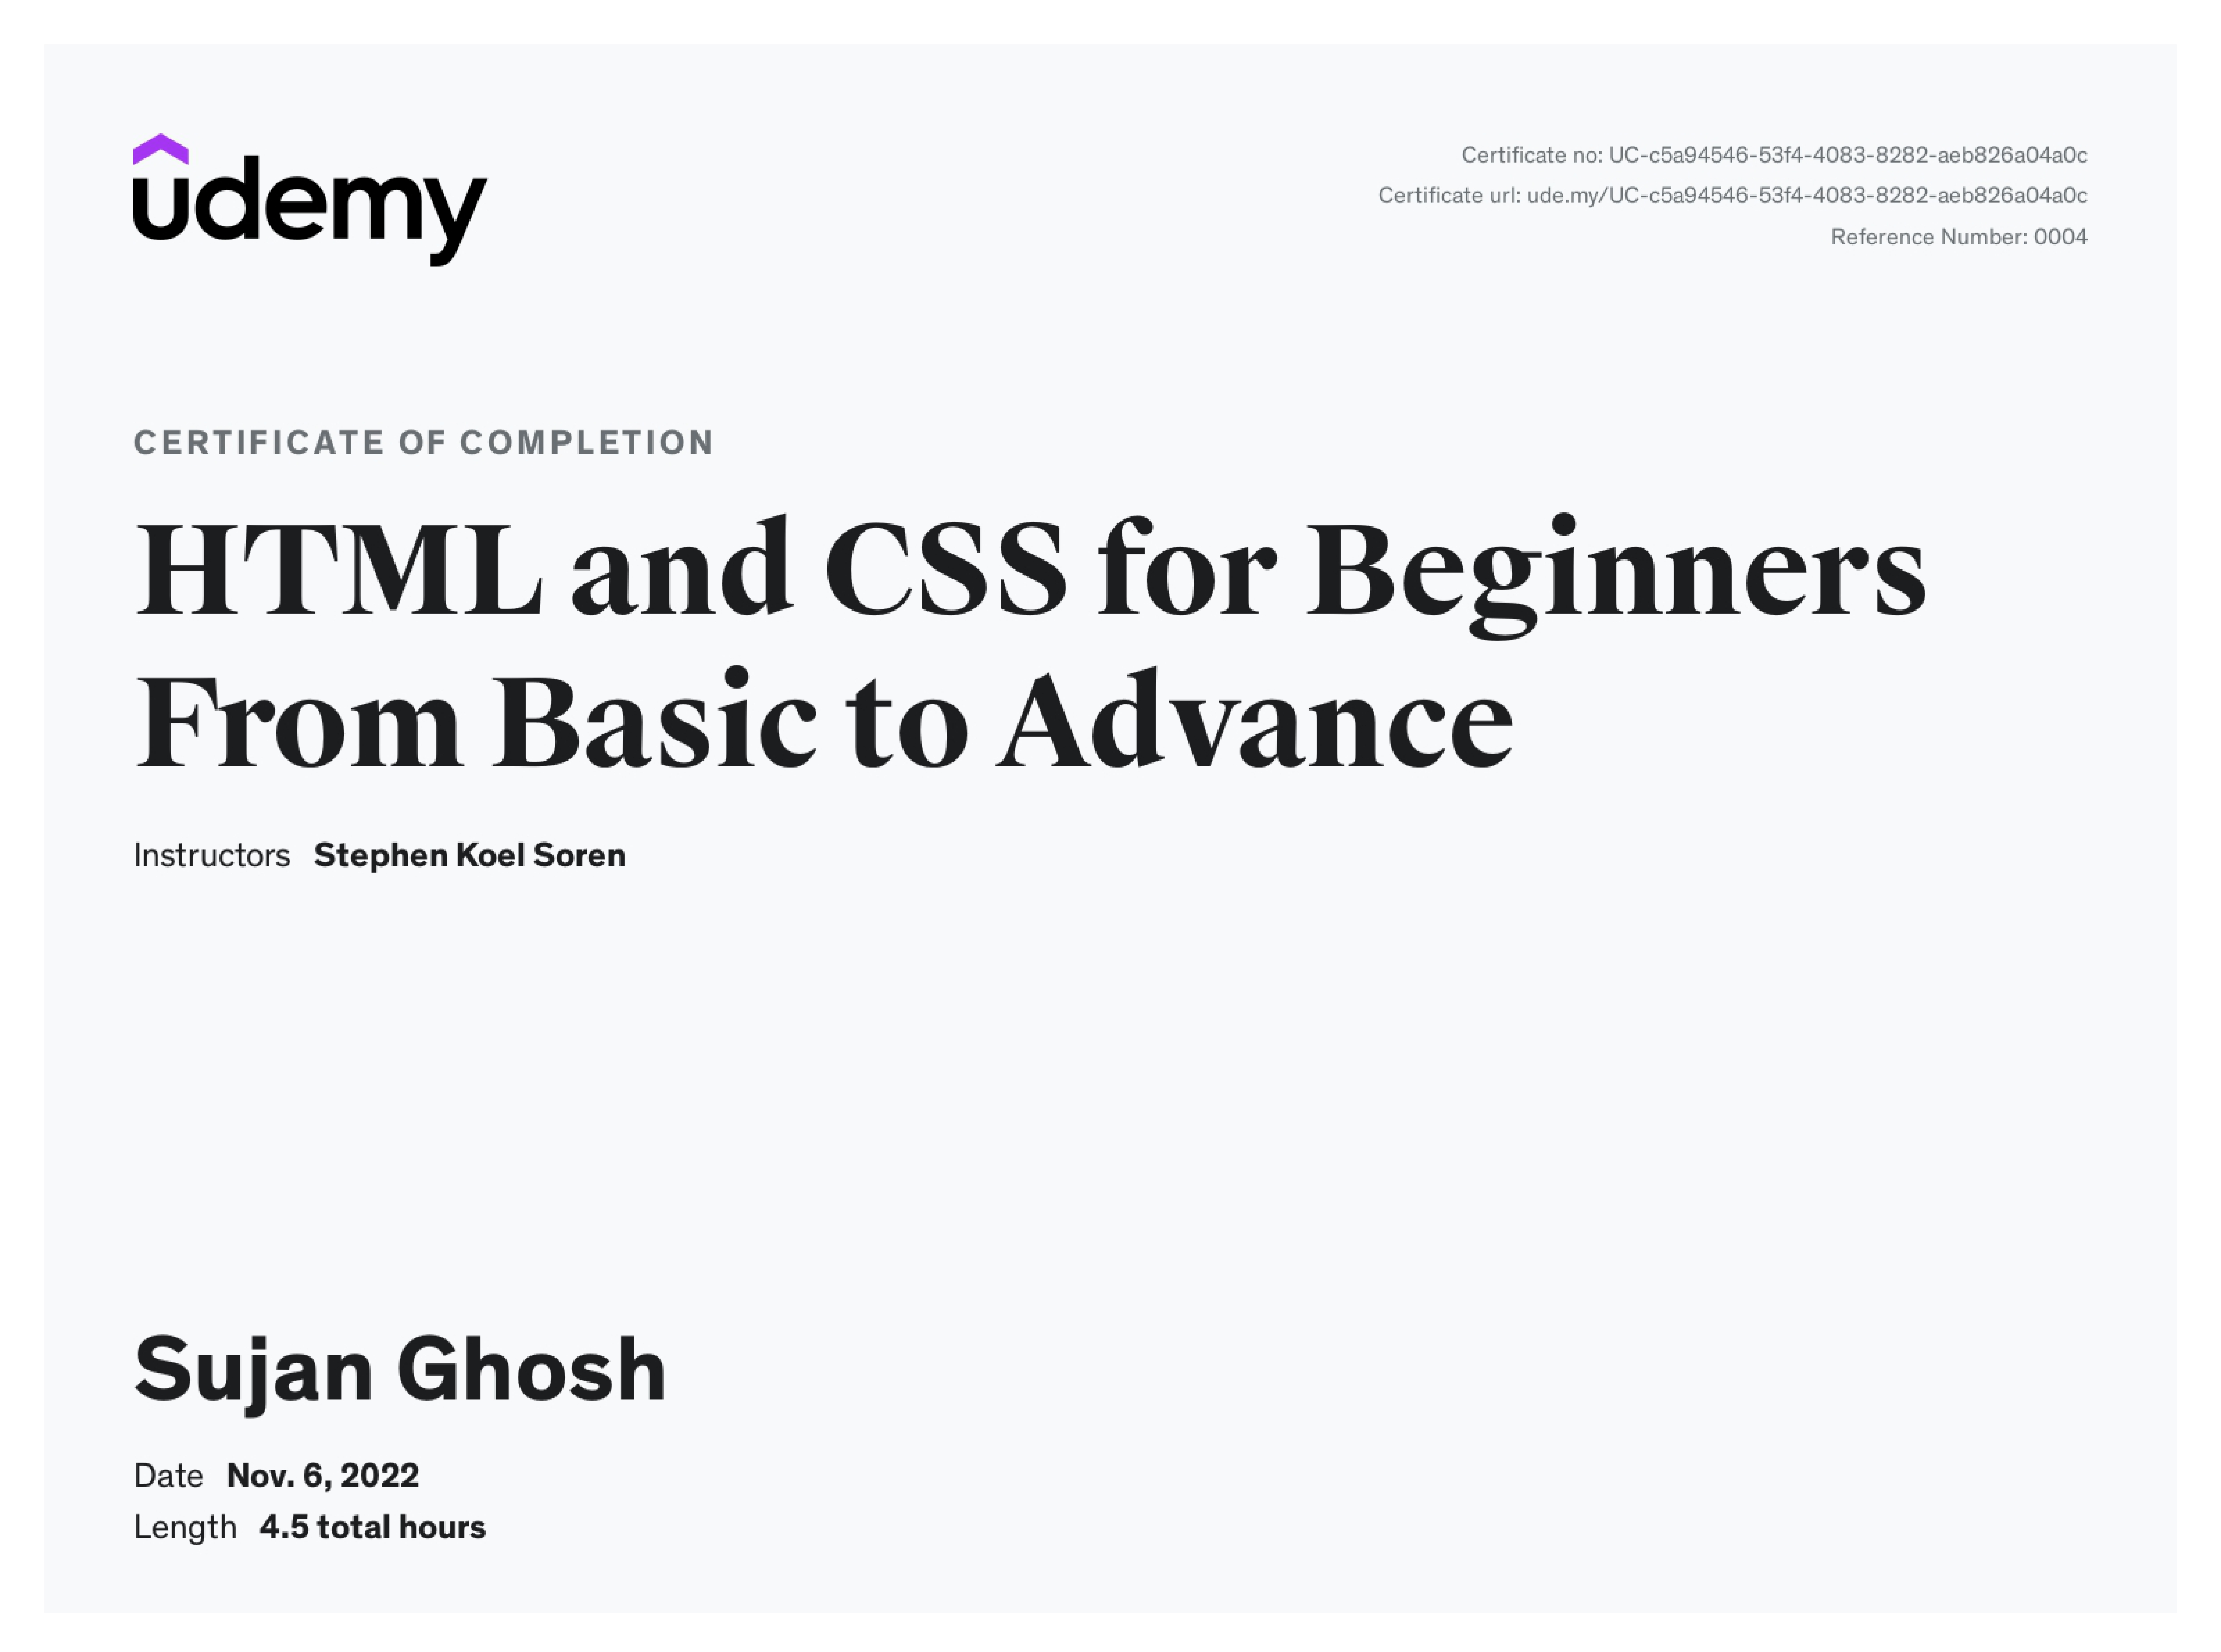 udemy
Certificate no: UC-c5a94546-53f4-4083-8282-aeb826a04a0c
Certificate url: ude.my/UC-c5a94546-53f4-4083-8282-aeb826a04a0c
Reference Number: 0004
CERTIFICATE OF COMPLETION
HTML and CSS for Beginners
From Basic to Advance
Instructors Stephen Koel Soren
Sujan Ghosh
Date Nov. 6, 2022
Length 4.5 total hours